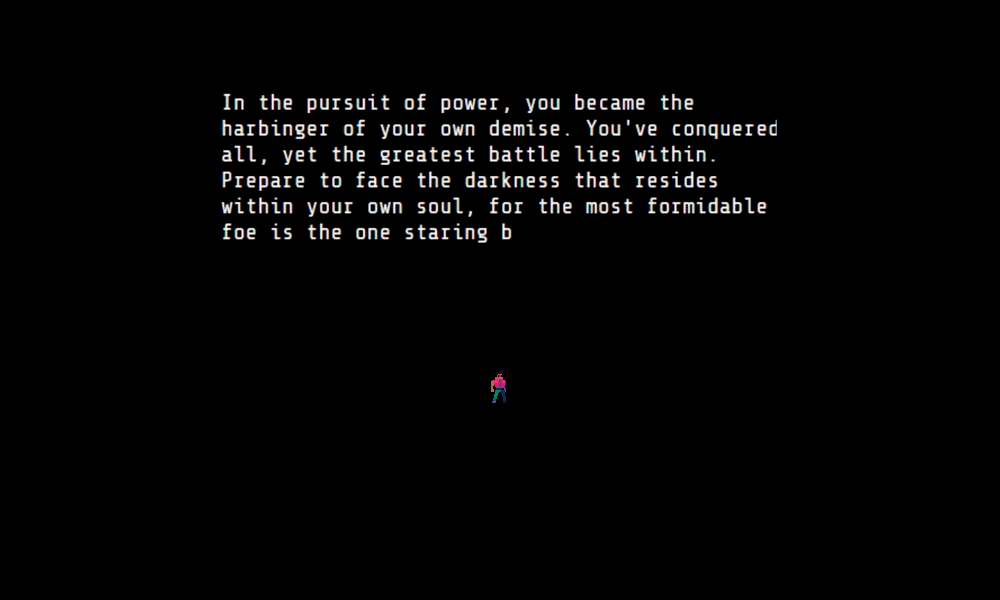 In the pursuit of power, you became the
harbinger of your own demise. You've conquered
all, yet the greatest battle lies within.
Prepare to face the darkness that resides
within your own soul, for the most formidable
foe is the one staring b